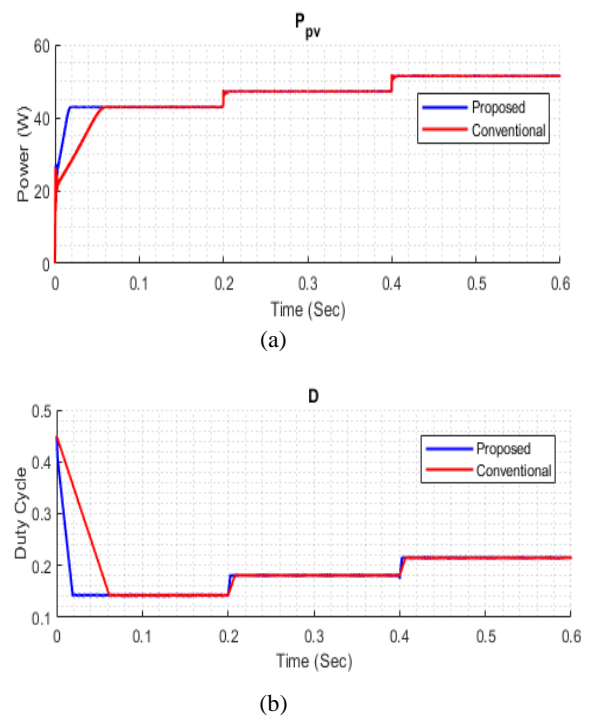 P_pv
60
40
20
0
Power (W)
Proposed
Conventional
0 0.1 0.2 0.3 0.4 0.5 0.6
Time (Sec)
(a)
D
0.5
0.4
0.3
0.2
0.1
Duty Cycle
Proposed
Conventional
0 0.1 0.2 0.3 0.4 0.5 0.6
Time (Sec)
(b)